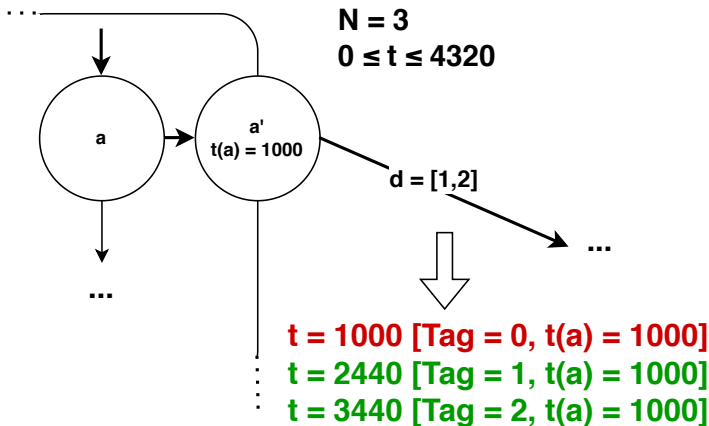 ...
N = 3
0 ≤ t ≤ 4320
a
a'
t(a) = 1000
d = [1,2]
...
...
t = 1000 [Tag = 0, t(a) = 1000]
t = 2440 [Tag = 1, t(a) = 1000]
t = 3440 [Tag = 2, t(a) = 1000]